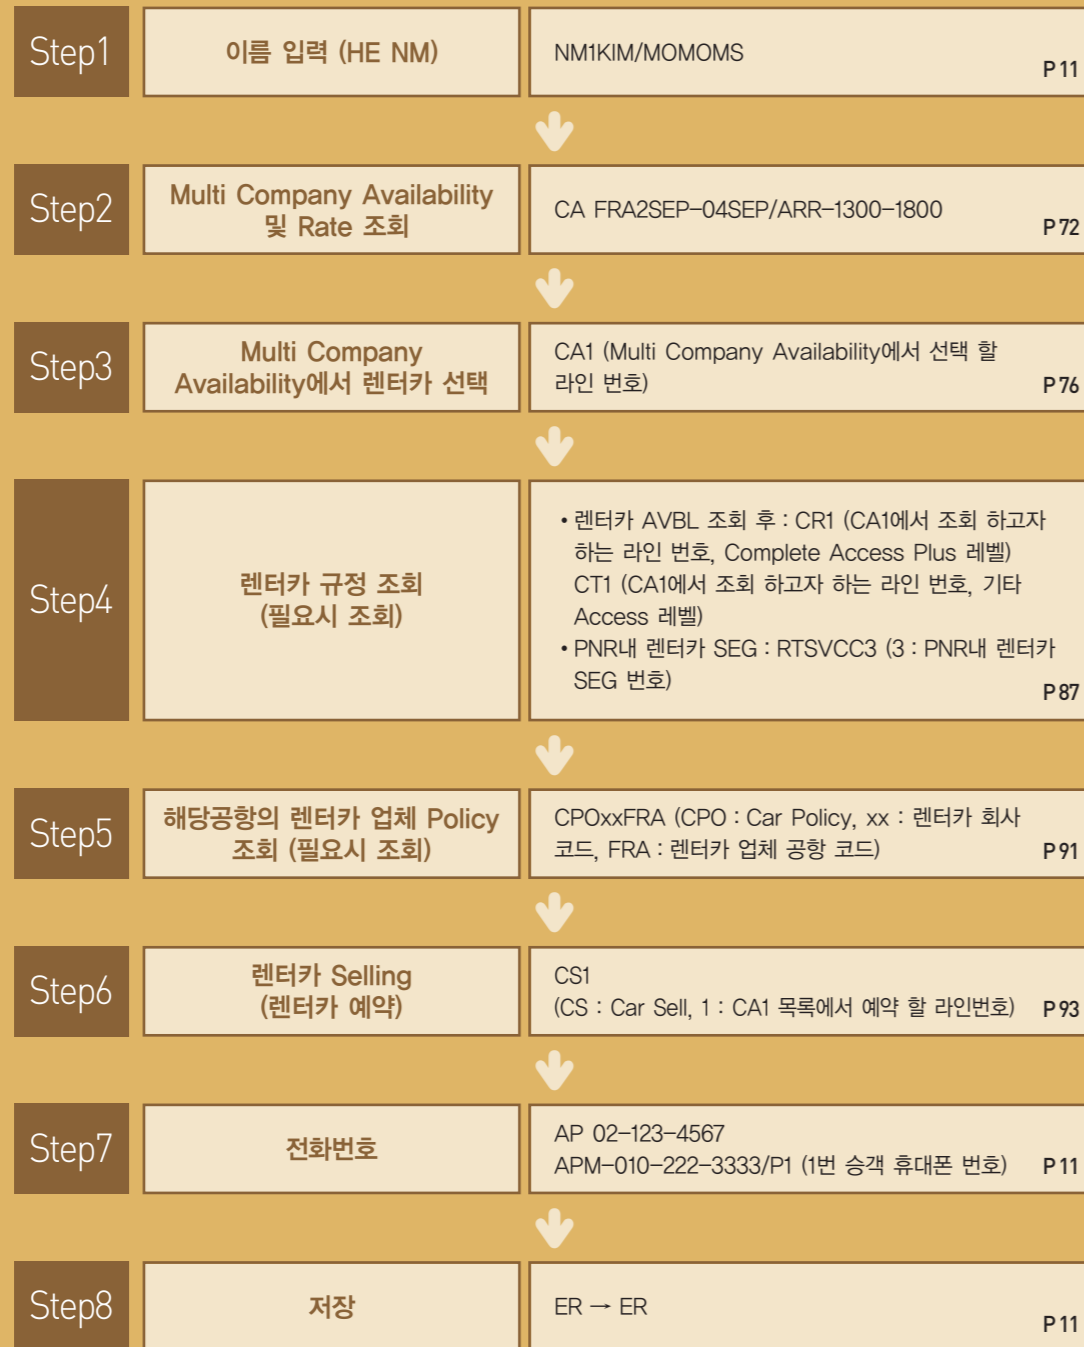 Step1
이름 입력 (HE NM)
NM1KIM/MOMOMS
P 11
Step2
Multi Company Availability
및 Rate 조회
CA FRA2SEP-04SEP/ARR-1300-1800
P 72
Step3
Multi Company
Availability에서 렌터카 선택
CA1 (Multi Company Availability에서 선택 할
라인 번호)
P 76
Step4
렌터카 규정 조회
(필요시 조회)
• 렌터카 AVBL 조회 후 : CR1 (CA1에서 조회 하고자
하는 라인 번호, Complete Access Plus 레벨)
CT1 (CA1에서 조회 하고자 하는 라인 번호, 기타
Access 레벨)
• PNR내 렌터카 SEG : RTSVCC3 (3 : PNR내 렌터카
SEG 번호)
P 87
Step5
해당공항의 렌터카 업체 Policy
조회 (필요시 조회)
CPOxxFRA (CPO : Car Policy, xx : 렌터카 회사
코드, FRA : 렌터카 업체 공항 코드)
P 91
Step6
렌터카 Selling
(렌터카 예약)
CS1
(CS : Car Sell, 1 : CA1 목록에서 예약 할 라인번호)
P 93
Step7
전화번호
AP 02-123-4567
APM-010-222-3333/P1 (1번 승객 휴대폰 번호)
P 11
Step8
저장
ER → ER
P 11